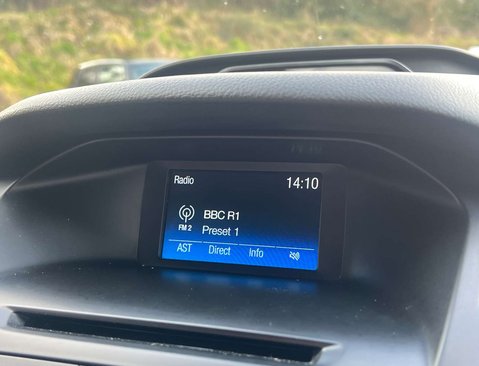 Radio 14:10
BBC R1
FM 2 Preset 1
AST Direct Info